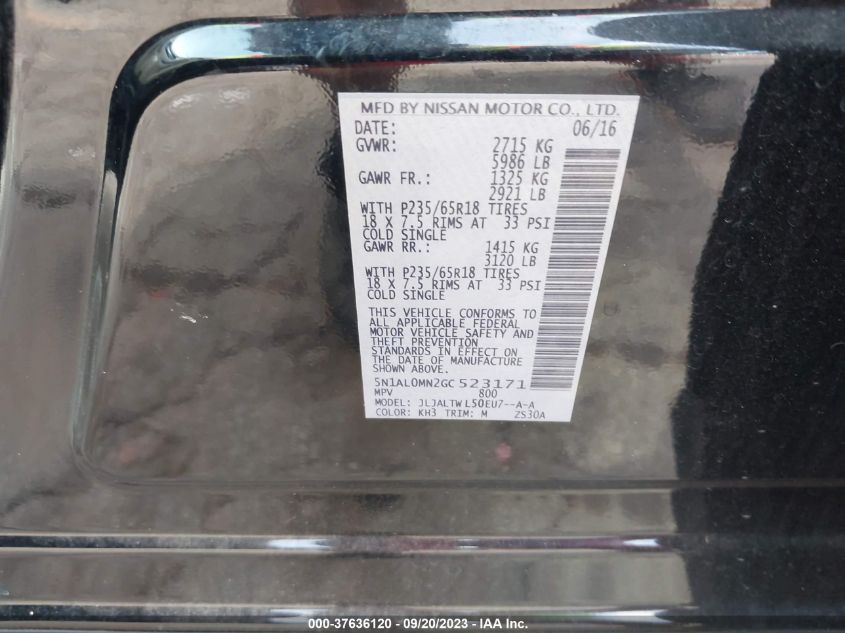 MFD BY NISSAN MOTOR CO., LTD.
DATE: 06/16
GVWR: 2715 KG
5986 LB
GAWR FR.: 1325 KG
2921 LB
WITH P235/65R18 TIRES
18 X 7.5 RIMS AT 33 PSI
COLD SINGLE
GAWR RR.: 1415 KG
3120 LB
WITH P235/65R18 TIRES
18 X 7.5 RIMS AT 33 PSI
COLD SINGLE
THIS VEHICLE CONFORMS TO
ALL APPLICABLE FEDERAL
MOTOR VEHICLE SAFETY AND
THEFT PREVENTION
STANDARDS IN EFFECT ON
THE DATE OF MANUFACTURE
SHOWN ABOVE.
5N1AL0MN2GC523171
MPV 800
MODEL: JLJALTWL50EU7--A-A
COLOR: KH3 TRIM: M ZS30A
000-37636120 - 09/20/2023 - IAA Inc.